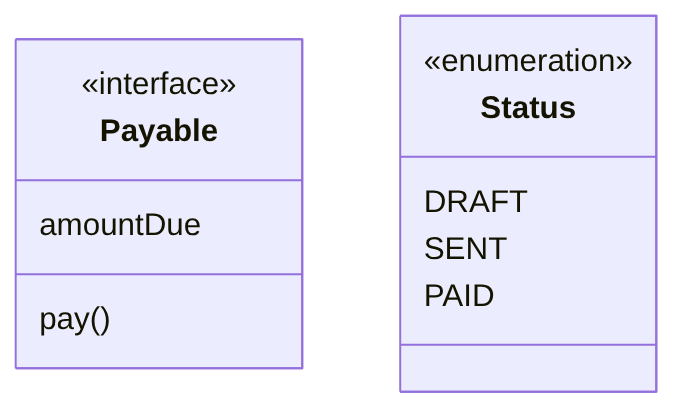 «interface»
Payable
amountDue
pay()
«enumeration»
Status
DRAFT
SENT
PAID